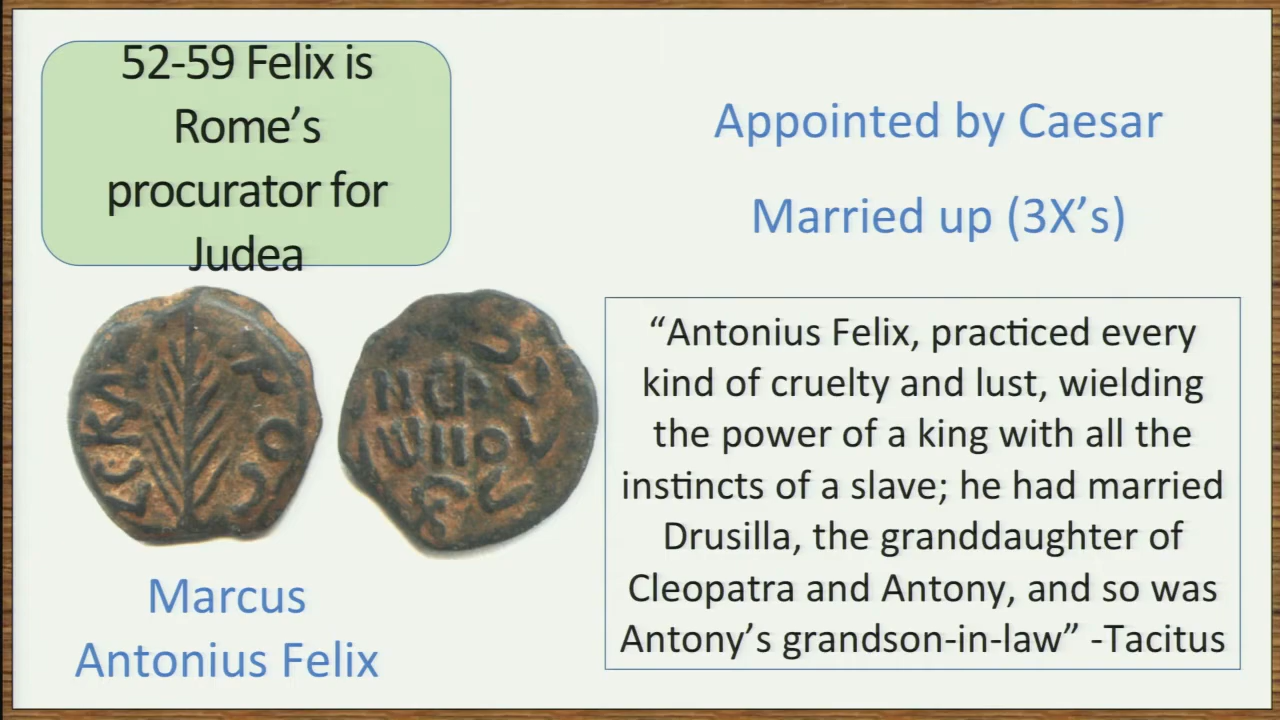 52-59 Felix is
Rome’s
procurator for
Judea
Appointed by Caesar
Married up (3X’s)
“Antonius Felix, practiced every
kind of cruelty and lust, wielding
the power of a king with all the
instincts of a slave; he had married
Drusilla, the granddaughter of
Cleopatra and Antony, and so was
Antony’s grandson-in-law” -Tacitus
Marcus
Antonius Felix